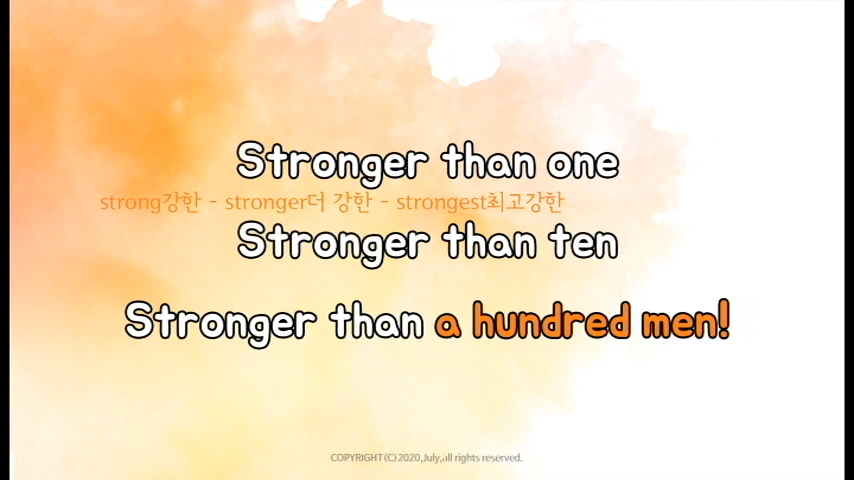 Stronger than one
strong강한 - stronger더 강한 - strongest최고강한
Stronger than ten
Stronger than a hundred men!
COPYRIGHT (C) 2020,July,all rights reserved.